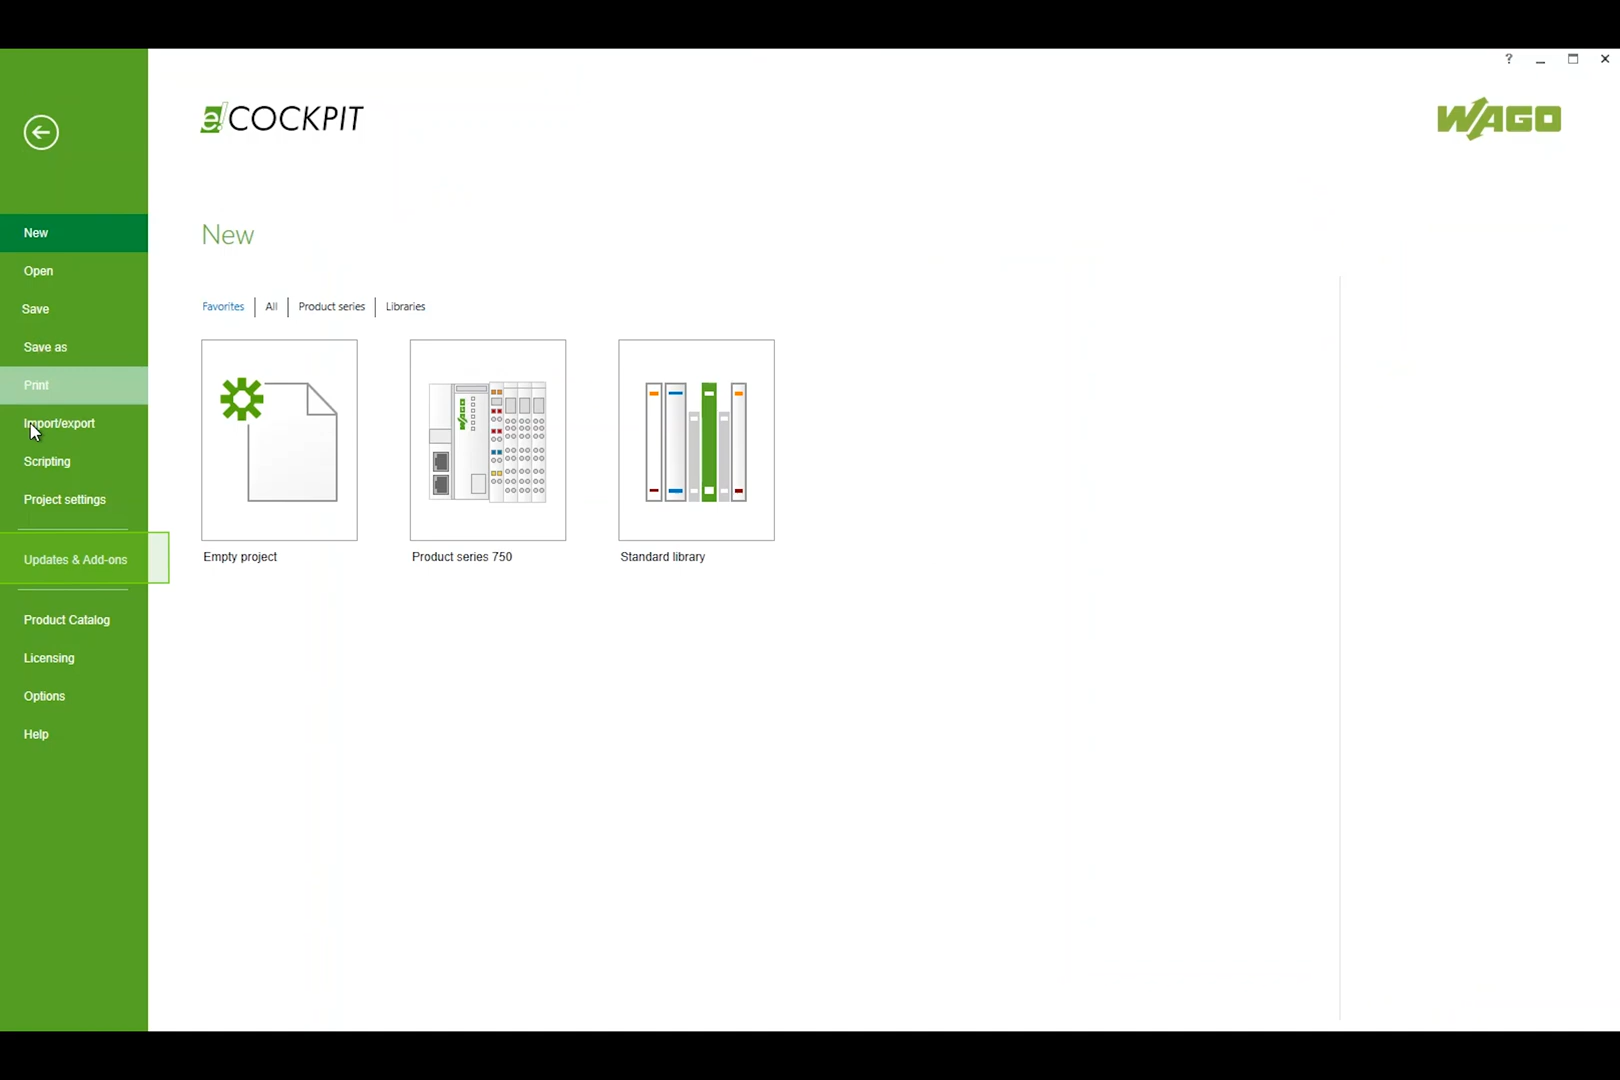 ?
e!COCKPIT
WAGO
New
Open
Save
Save as
Print
Import/export
Scripting
Project settings
Updates & Add-ons
Product Catalog
Licensing
Options
Help
New
Favorites
All
Product series
Libraries
WAGO
Empty project
Product series 750
Standard library